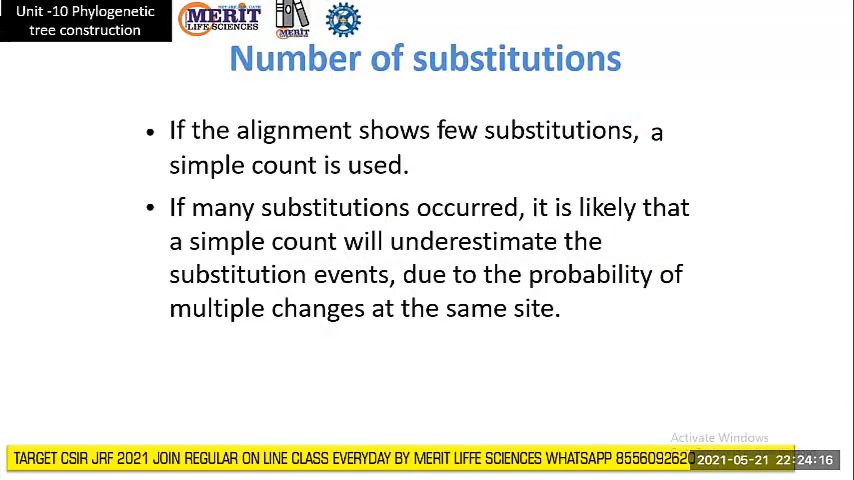 Unit -10 Phylogenetic
tree construction
MERIT
LIFE SCIENCES
MERIT
Number of substitutions
• If the alignment shows few substitutions, a
simple count is used.
• If many substitutions occurred, it is likely that
a simple count will underestimate the
substitution events, due to the probability of
multiple changes at the same site.
Activate Windows
TARGET CSIR JRF 2021 JOIN REGULAR ON LINE CLASS EVERYDAY BY MERIT LIFFE SCIENCES WHATSAPP 8556092620
2021-05-21 22:24:16